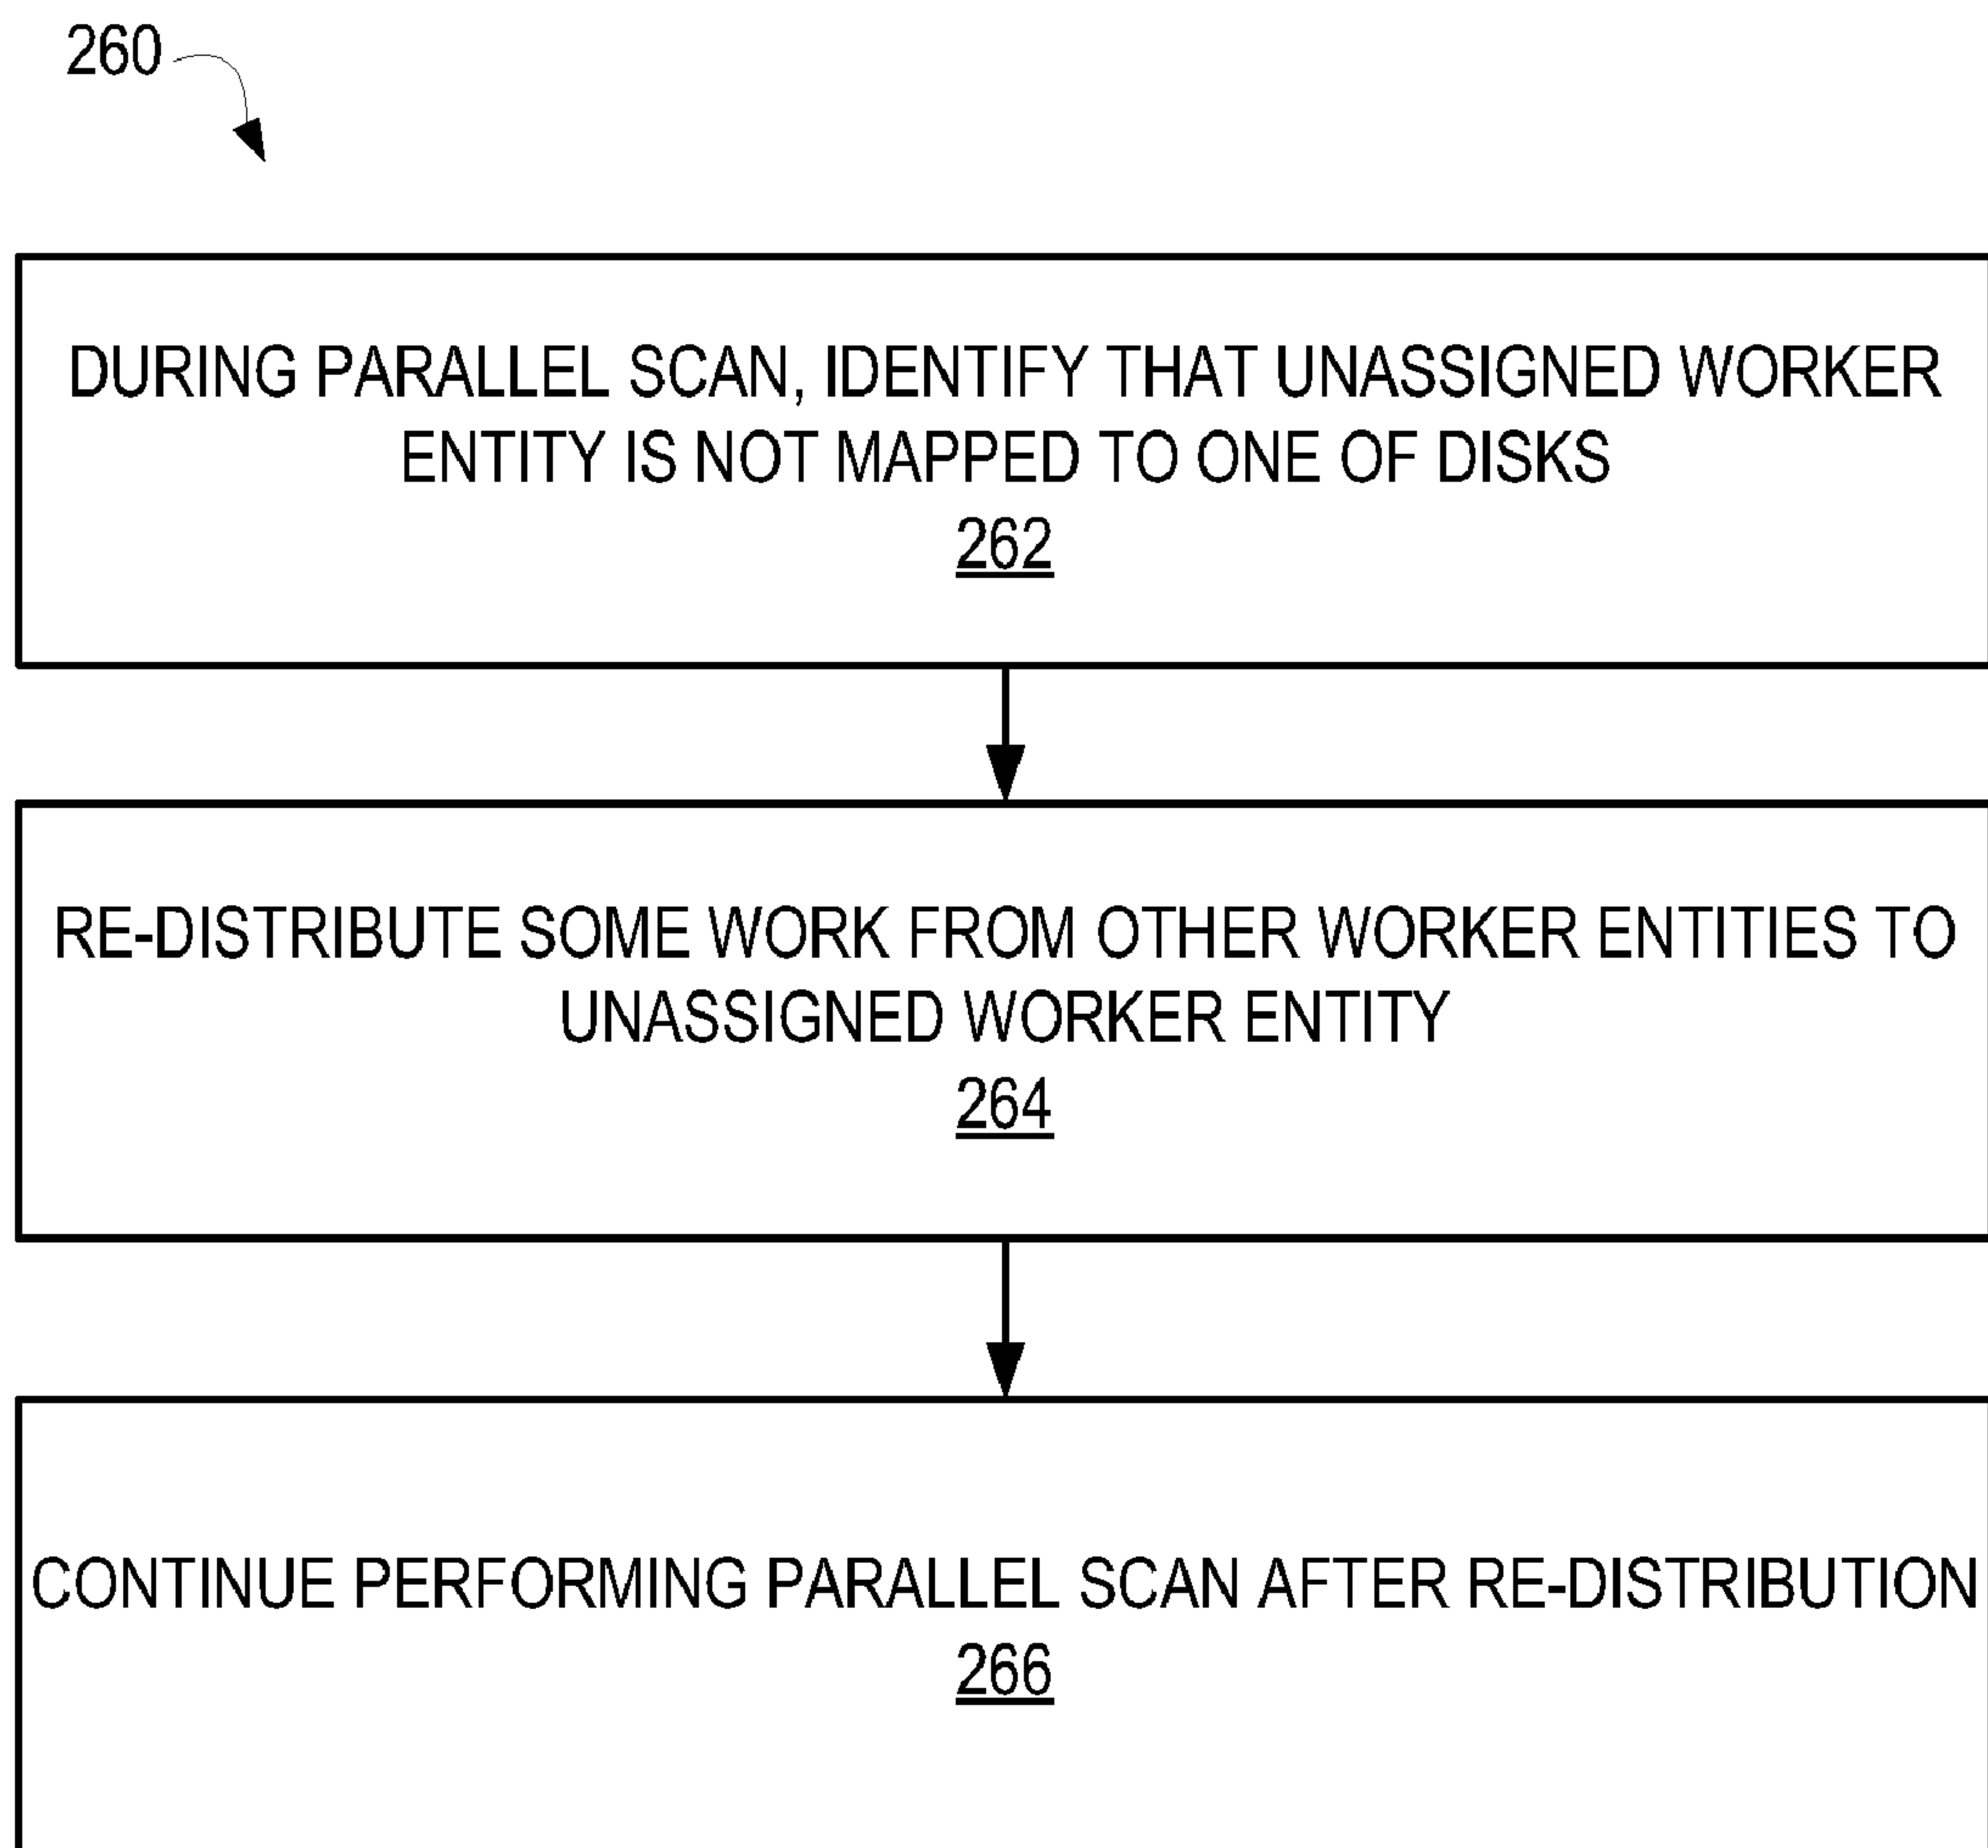 260
DURING PARALLEL SCAN, IDENTIFY THAT UNASSIGNED WORKER
ENTITY IS NOT MAPPED TO ONE OF DISKS
262
RE-DISTRIBUTE SOME WORK FROM OTHER WORKER ENTITIES TO
UNASSIGNED WORKER ENTITY
264
CONTINUE PERFORMING PARALLEL SCAN AFTER RE-DISTRIBUTION
266